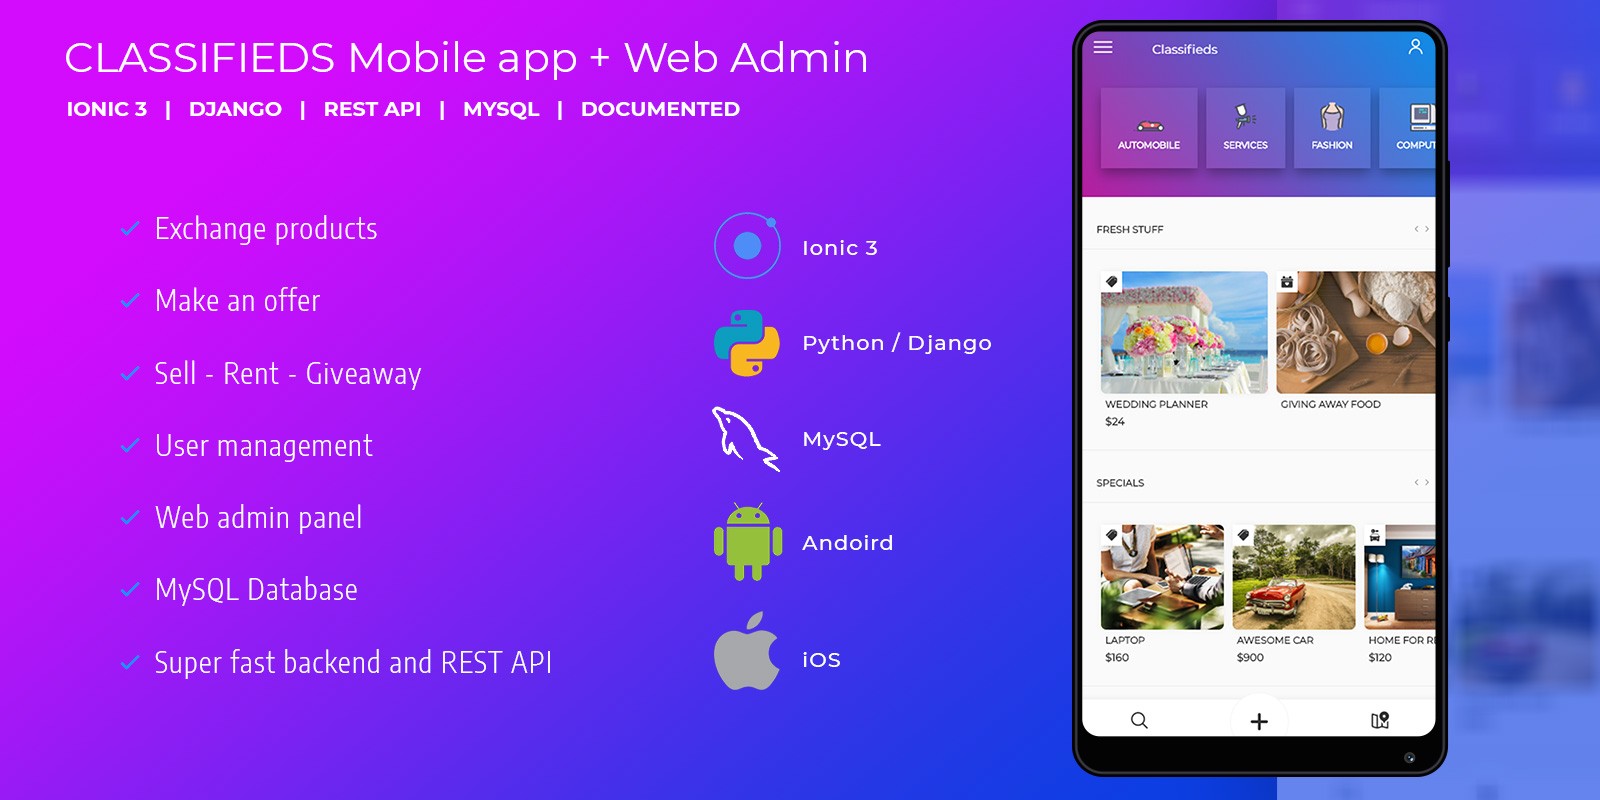 CLASSIFIEDS Mobile app + Web Admin
IONIC 3 | DJANGO | REST API | MYSQL | DOCUMENTED
Exchange products
Make an offer
Sell - Rent - Giveaway
User management
Web admin panel
MySQL Database
Super fast backend and REST API
Ionic 3
Python / Django
MySQL
Andoird
iOS
Classifieds
AUTOMOBILE SERVICES FASHION COMPUT
FRESH STUFF
WEDDING PLANNER GIVING AWAY FOOD
$24
SPECIALS
LAPTOP AWESOME CAR HOME FOR R
$160 $900 $120